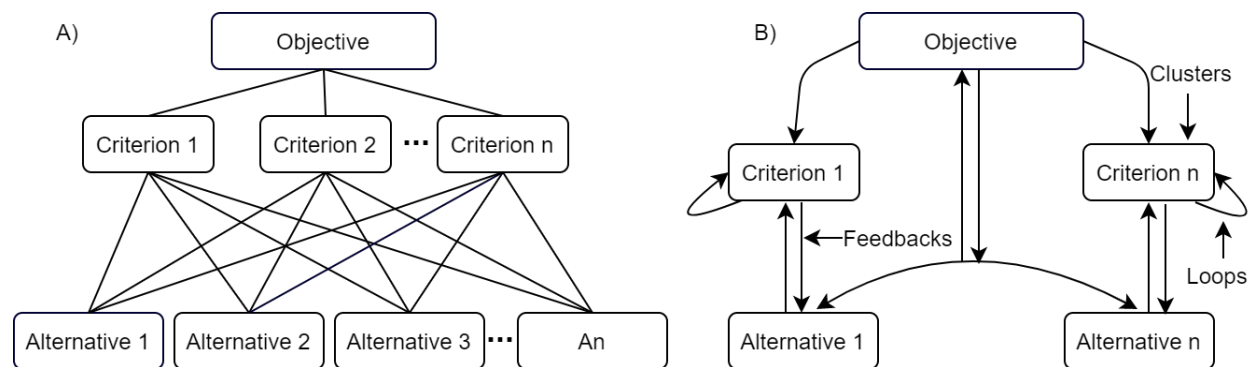 A)
Objective
Criterion 1
Criterion 2
...
Criterion n
Alternative 1
Alternative 2
Alternative 3
...
An
B)
Objective
Clusters
Criterion 1
Criterion n
Feedbacks
Loops
Alternative 1
Alternative n